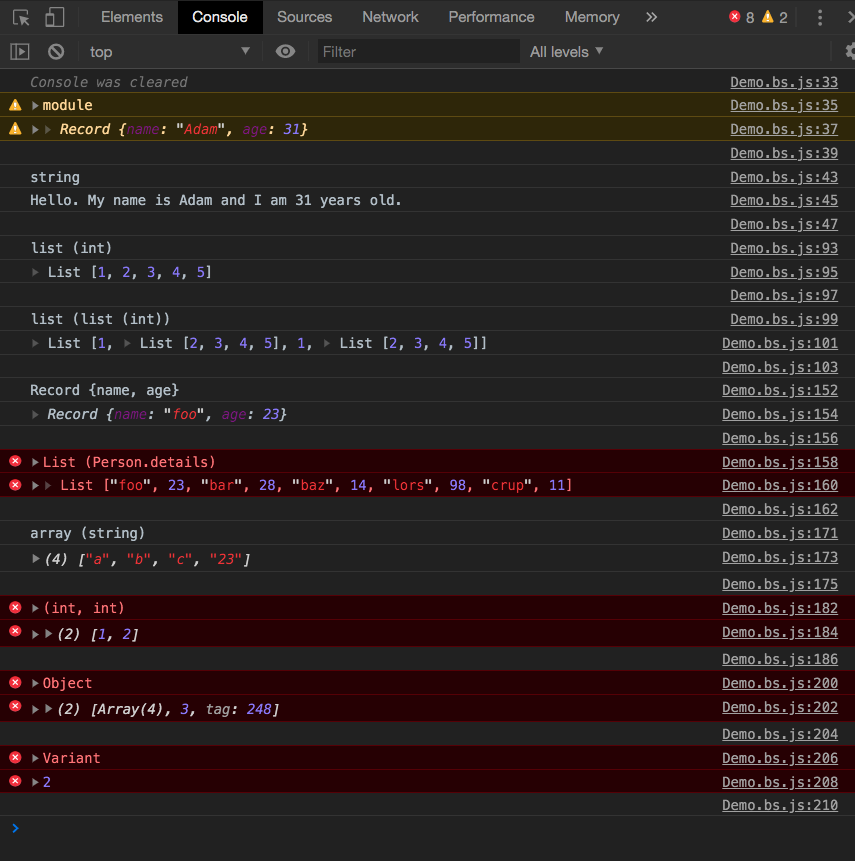 Elements Console Sources Network Performance Memory » 8 2
top Filter All levels
Console was cleared Demo.bs.js:33
module Demo.bs.js:35
Record {name: "Adam", age: 31} Demo.bs.js:37
Demo.bs.js:39
string Demo.bs.js:43
Hello. My name is Adam and I am 31 years old. Demo.bs.js:45
Demo.bs.js:47
list (int) Demo.bs.js:93
List [1, 2, 3, 4, 5] Demo.bs.js:95
Demo.bs.js:97
list (list (int)) Demo.bs.js:99
List [1, List [2, 3, 4, 5], 1, List [2, 3, 4, 5]] Demo.bs.js:101
Demo.bs.js:103
Record {name, age} Demo.bs.js:152
Record {name: "foo", age: 23} Demo.bs.js:154
Demo.bs.js:156
List (Person.details) Demo.bs.js:158
List ["foo", 23, "bar", 28, "baz", 14, "lors", 98, "crup", 11] Demo.bs.js:160
Demo.bs.js:162
array (string) Demo.bs.js:171
(4) ["a", "b", "c", "23"] Demo.bs.js:173
Demo.bs.js:175
(int, int) Demo.bs.js:182
(2) [1, 2] Demo.bs.js:184
Demo.bs.js:186
Object Demo.bs.js:200
(2) [Array(4), 3, tag: 248] Demo.bs.js:202
Demo.bs.js:204
Variant Demo.bs.js:206
2 Demo.bs.js:208
Demo.bs.js:210